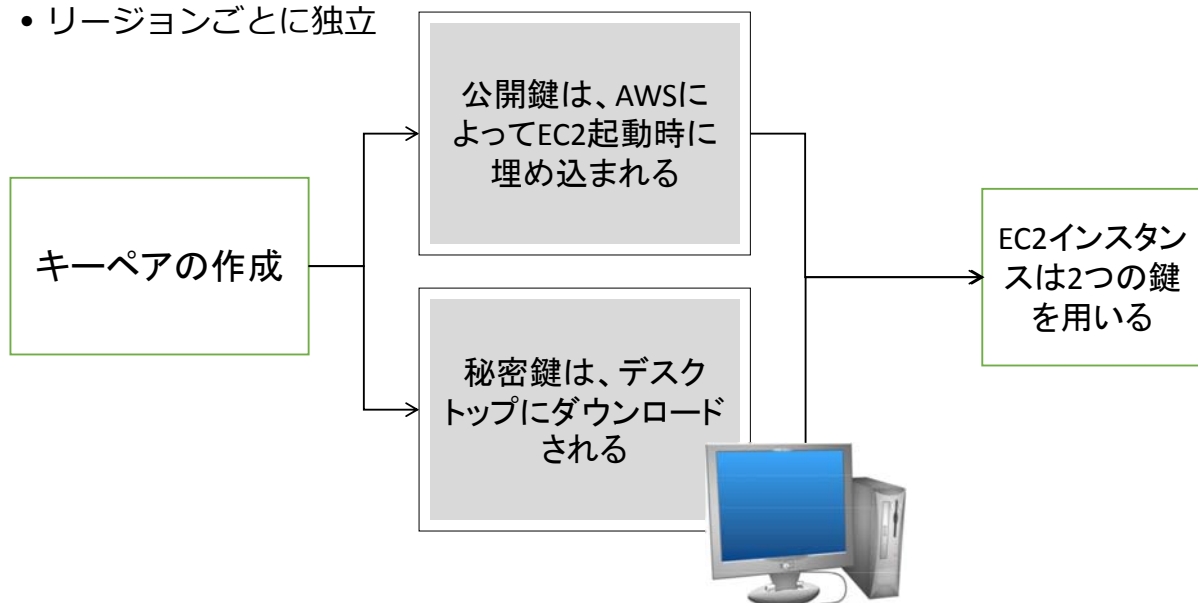 • リージョンごとに独立
公開鍵は、AWSに
よってEC2起動時に
埋め込まれる
キーペアの作成
EC2インスタン
スは2つの鍵
を用いる
秘密鍵は、デスク
トップにダウンロード
される